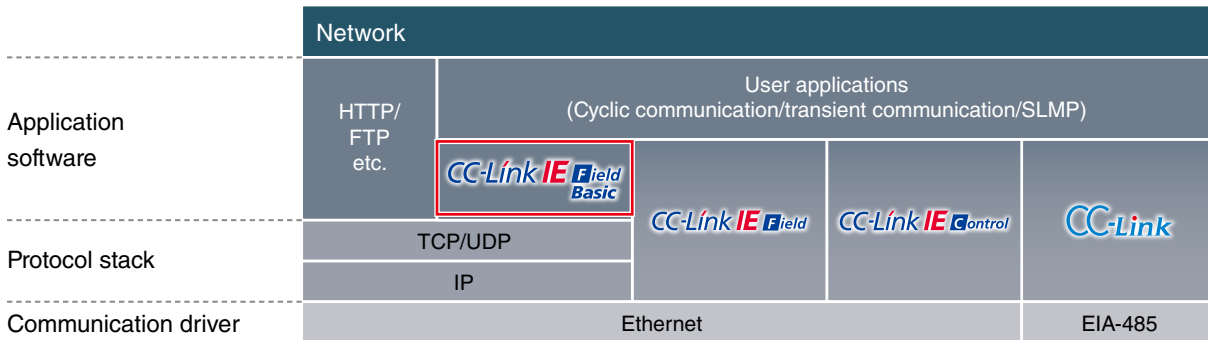 Network
Application
software
HTTP/
FTP
etc.
User applications
(Cyclic communication/transient communication/SLMP)
CC-Link IE Field
Basic
CC-Link IE Field
CC-Link IE Control
CC-Link
Protocol stack
TCP/UDP
IP
Communication driver
Ethernet
EIA-485